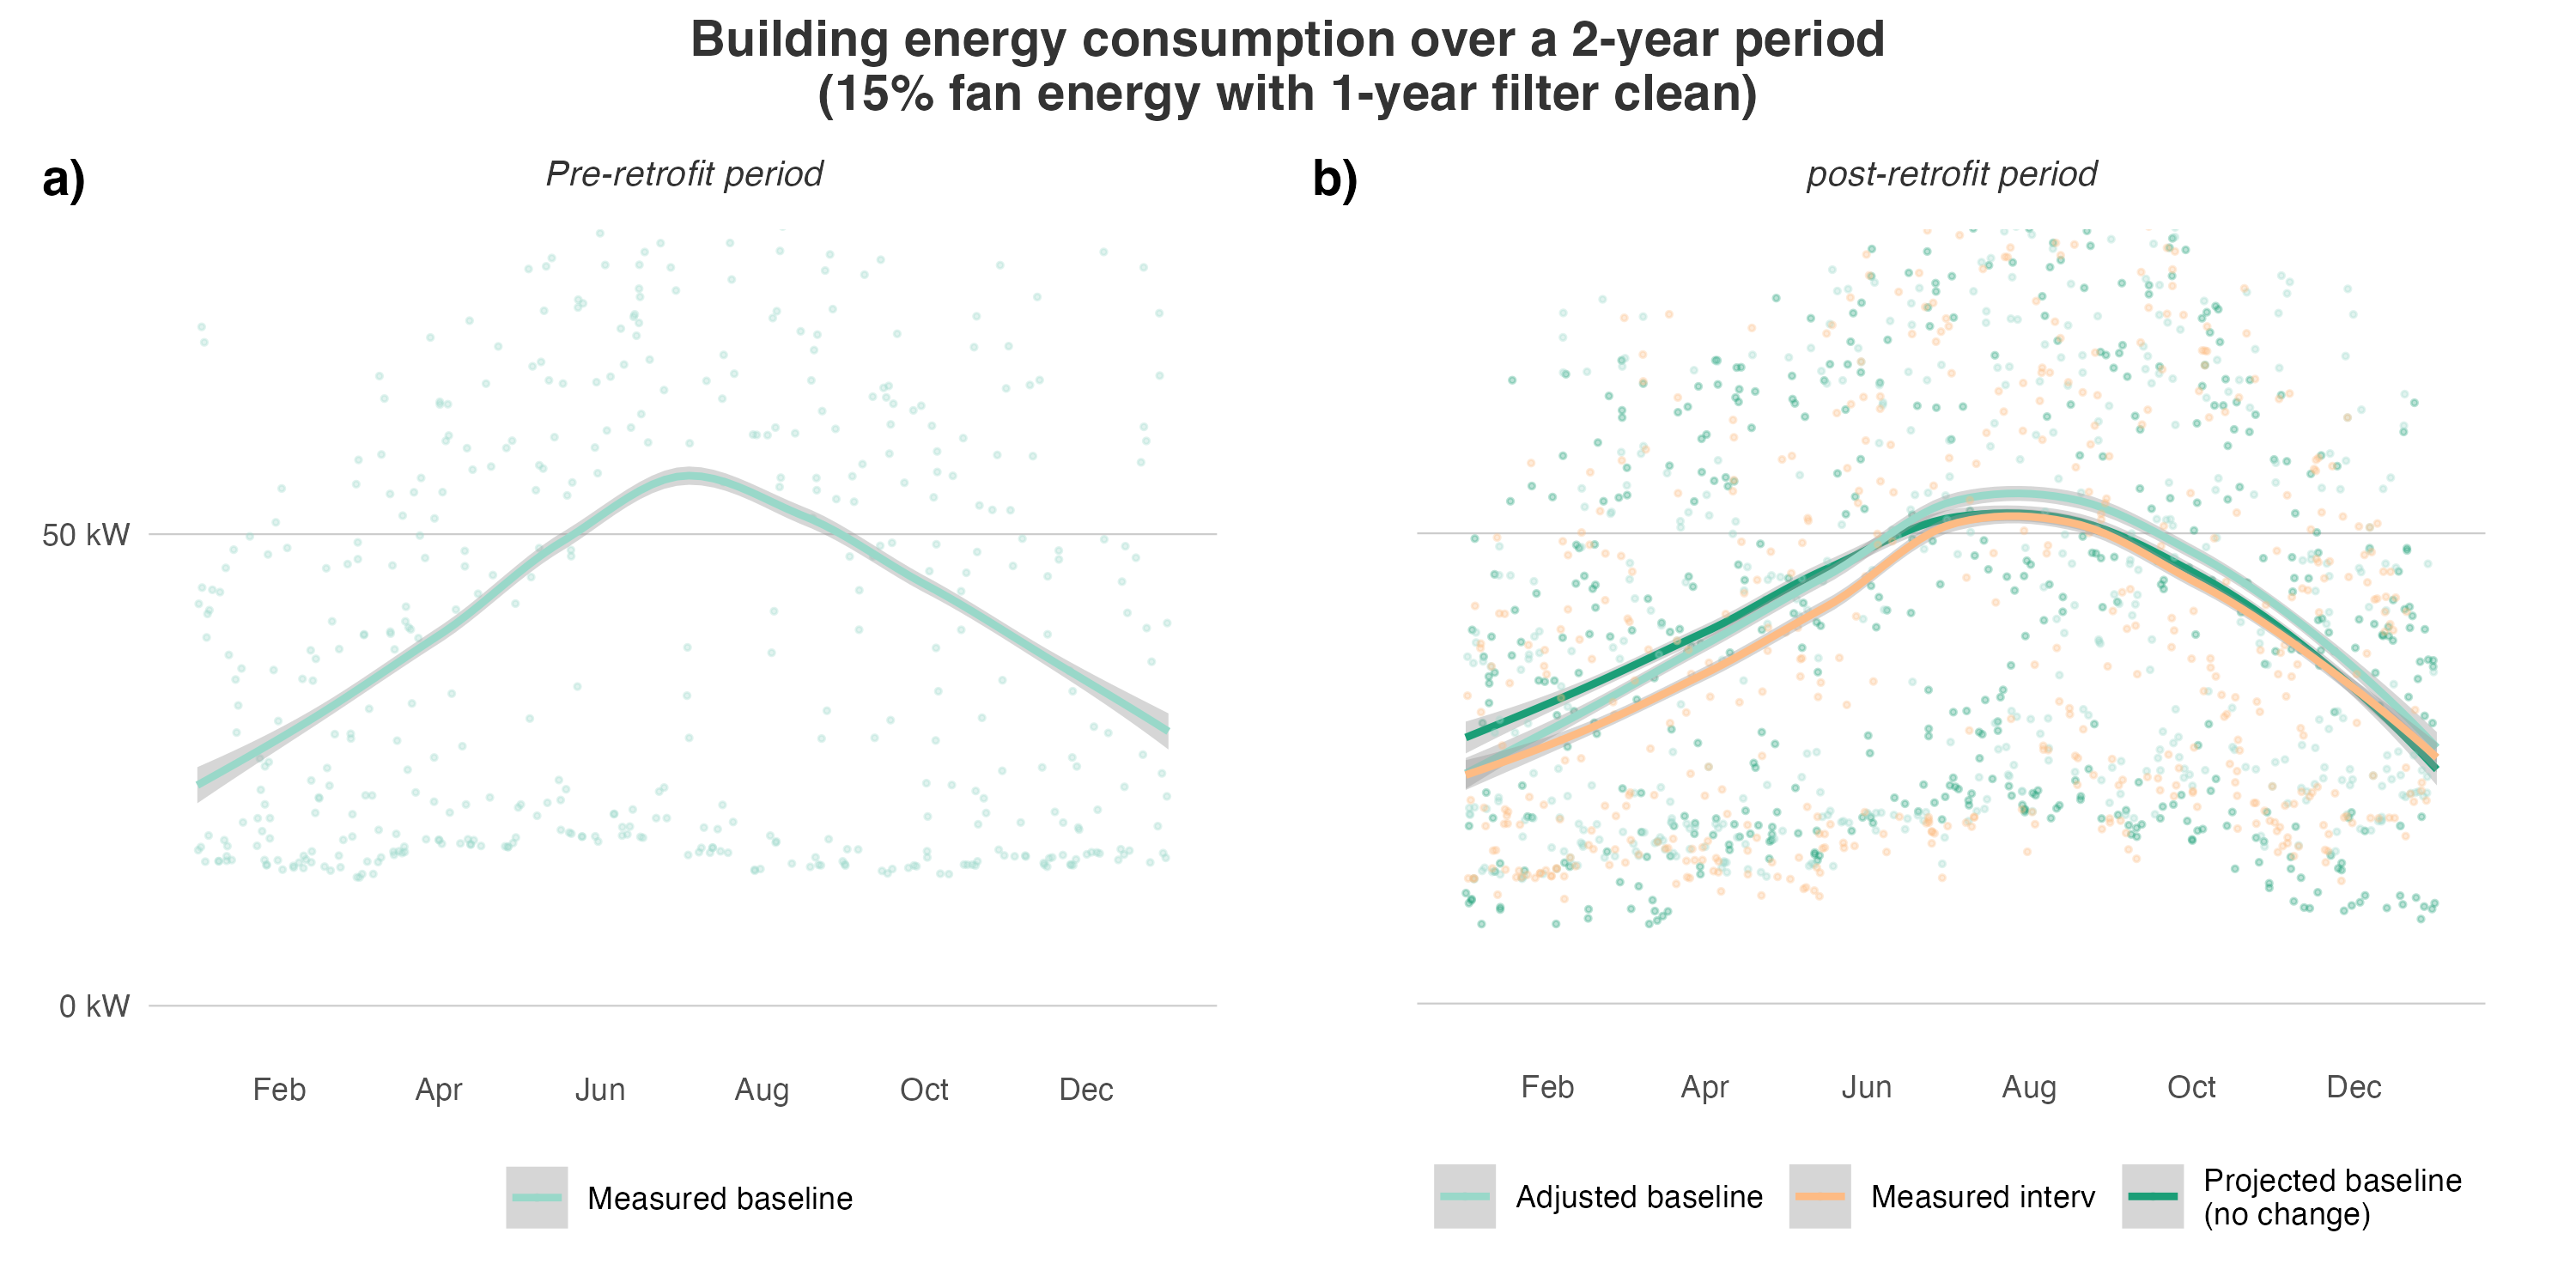 Building energy consumption over a 2-year period
(15% fan energy with 1-year filter clean)
a)
Pre-retrofit period
50 kW
0 kW
Feb Apr Jun Aug Oct Dec
Measured baseline
b)
post-retrofit period
Feb Apr Jun Aug Oct Dec
Adjusted baseline
Measured interv
Projected baseline
(no change)